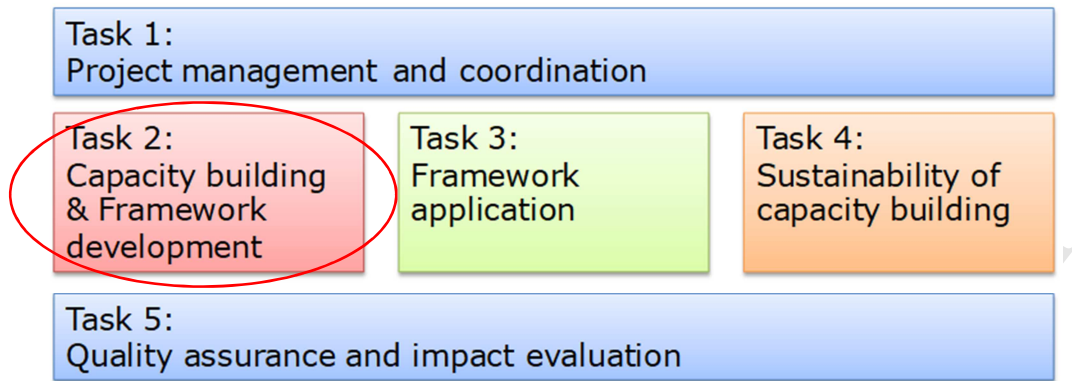 Task 1:
Project management and coordination
Task 2:
Capacity building
& Framework
development
Task 3:
Framework
application
Task 4:
Sustainability of
capacity building
Task 5:
Quality assurance and impact evaluation